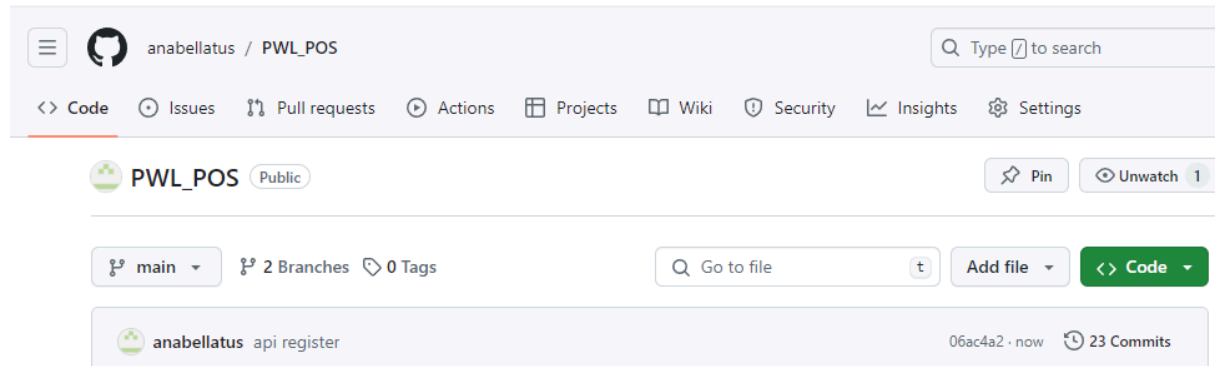 anabellatus / PWL_POS
Type / to search
Code Issues Pull requests Actions Projects Wiki Security Insights Settings
PWL_POS Public
Pin Unwatch 1
main 2 Branches 0 Tags Go to file t Add file <> Code
anabellatus api register 06ac4a2 · now 23 Commits